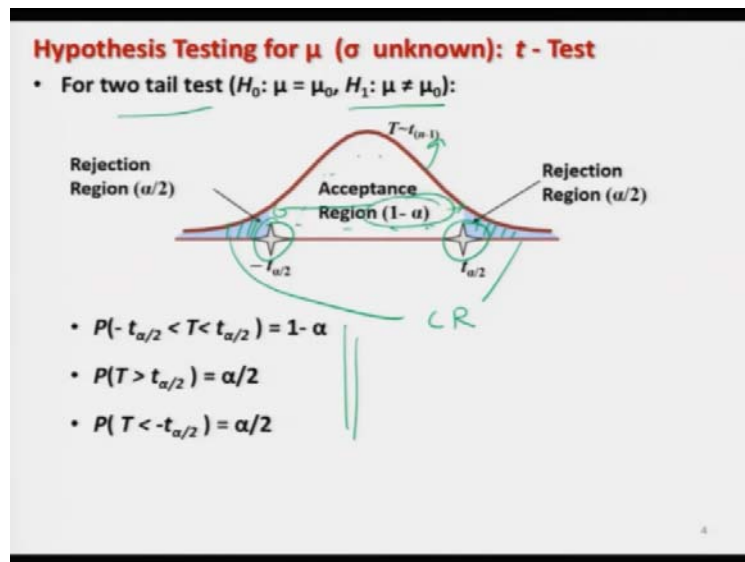 Hypothesis Testing for μ (σ unknown): t - Test
• For two tail test (H₀: μ = μ₀, H₁: μ ≠ μ₀):
T~t(n-1)
Rejection
Region (α/2)
Acceptance
Region (1- α)
Rejection
Region (α/2)
- tα/2
tα/2
CR
• P(- tα/2 < T< tα/2 ) = 1- α
• P(T > tα/2 ) = α/2
• P( T < -tα/2 ) = α/2
4